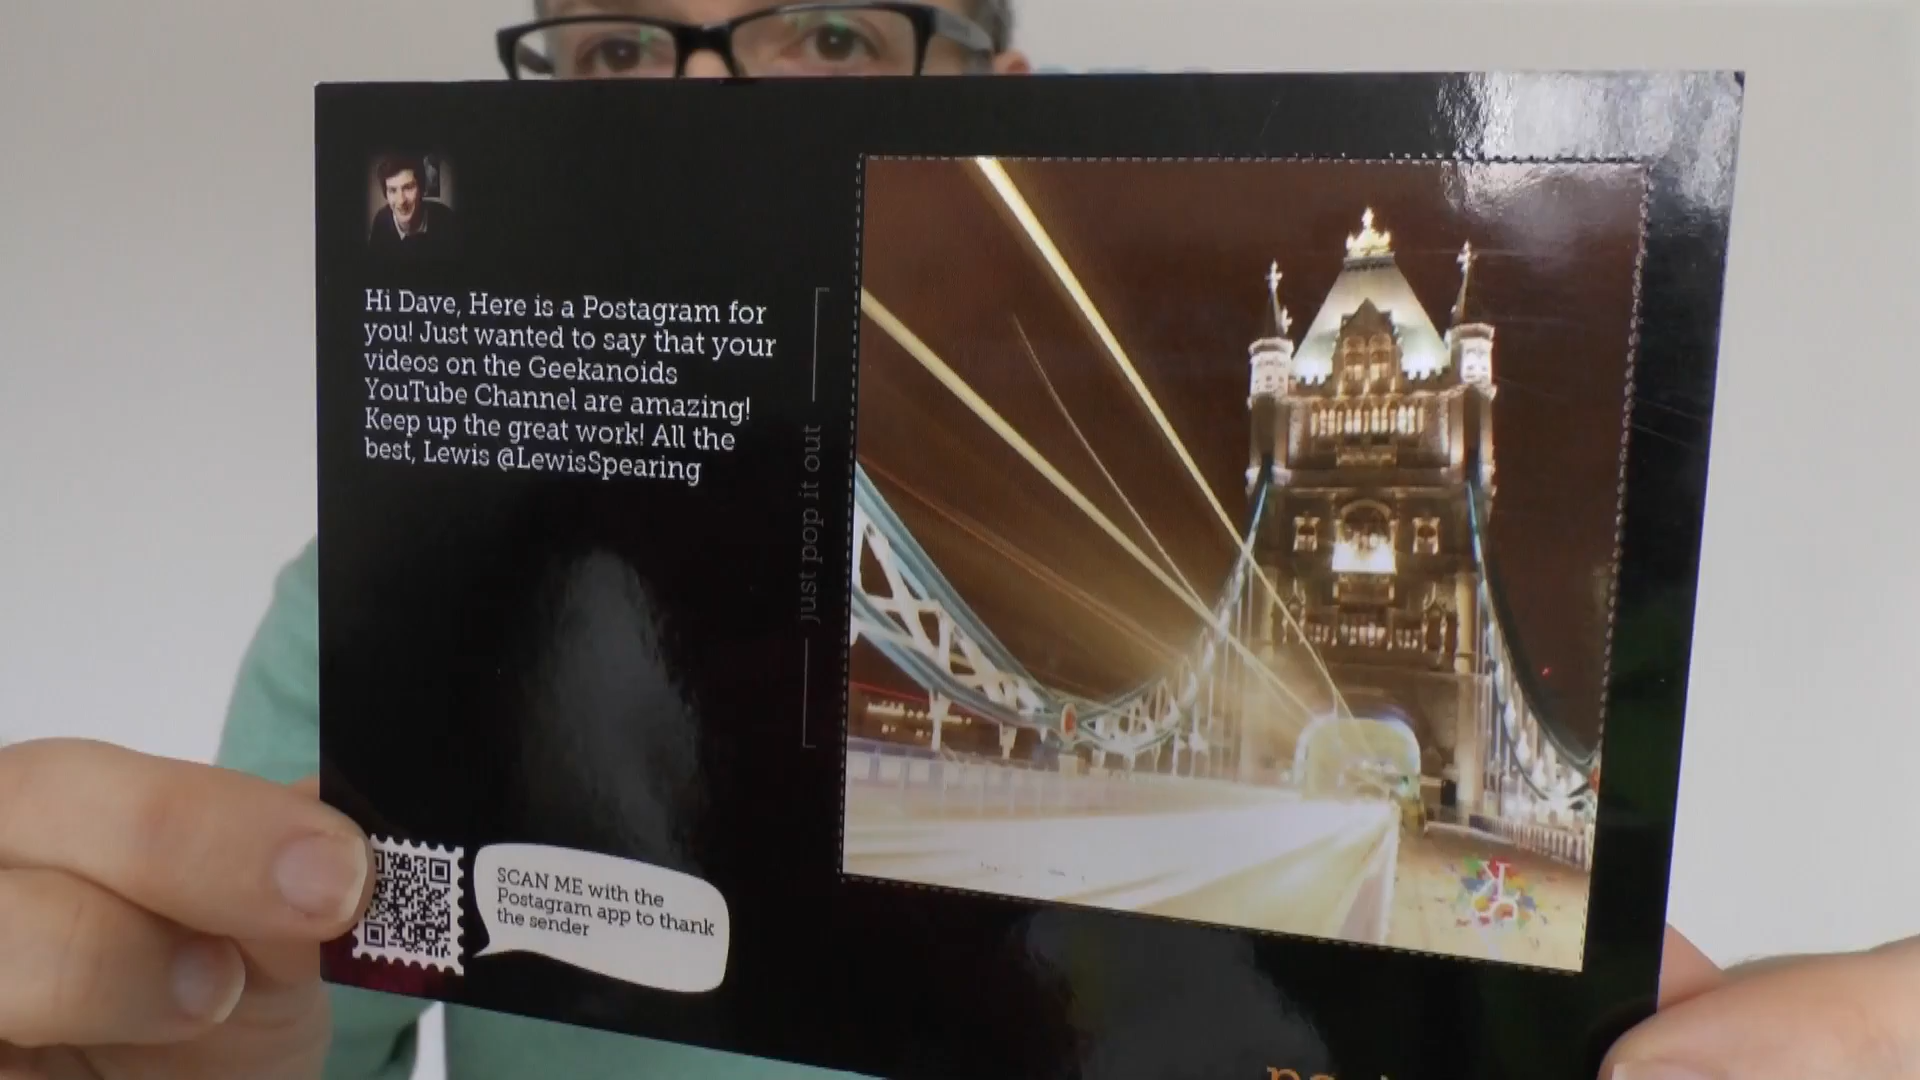 Hi Dave, Here is a Postagram for
you! Just wanted to say that your
videos on the Geekanoids
YouTube Channel are amazing!
Keep up the great work! All the
best, Lewis @LewisSpearing
just pop it out
SCAN ME with the
Postagram app to thank
the sender